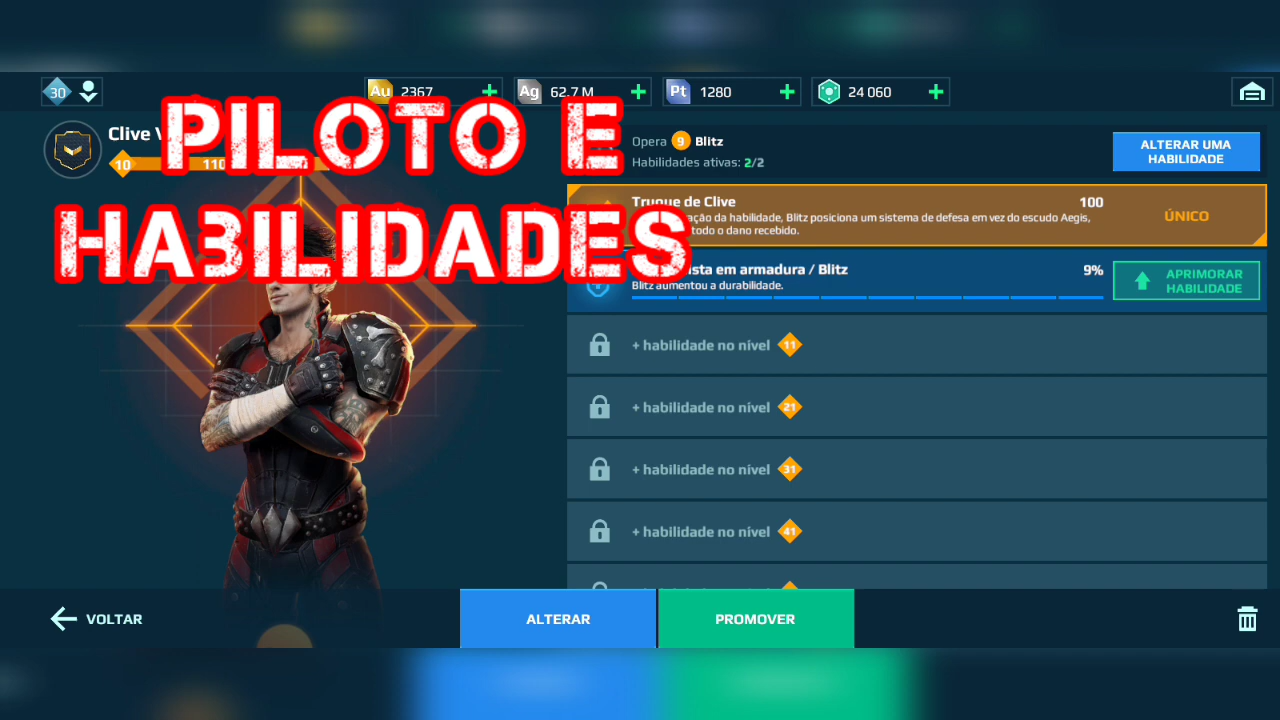 30
Au 2367 +
Ag 62.7 M +
Pt 1280 +
24 060 +
PILOTO E
HABILIDADES
Clive
10 110
Opera 9 Blitz
Habilidades ativas: 2/2
ALTERAR UMA
HABILIDADE
Truque de Clive 100
da habilidade, Blitz posiciona um sistema de defesa em vez do escudo Aegis,
todo o dano recebido.
ÚNICO
em armadura / Blitz 9%
Blitz aumentou a durabilidade.
APRIMORAR
HABILIDADE
+ habilidade no nível 11
+ habilidade no nível 21
+ habilidade no nível 31
+ habilidade no nível 41
VOLTAR
ALTERAR
PROMOVER